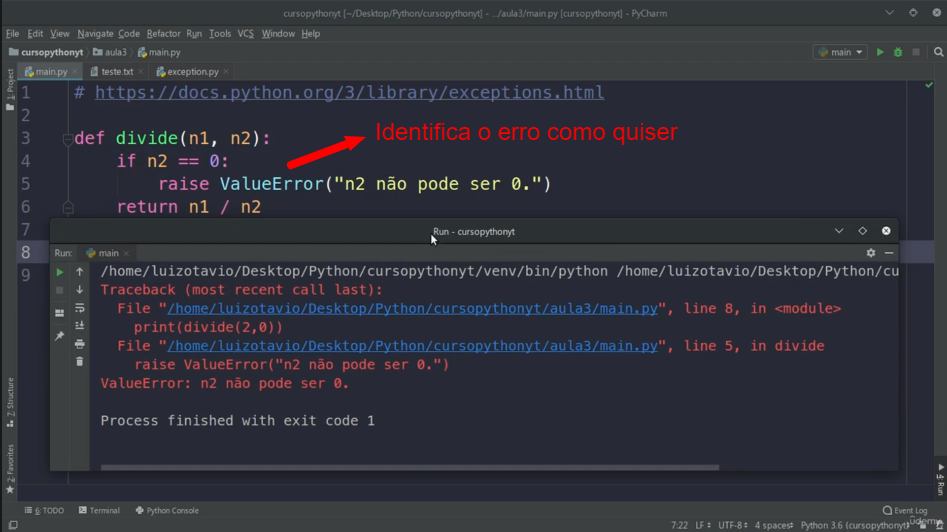 cursopythonyt [~/Desktop/Python/cursopythonyt] - .../aula3/main.py [cursopythonyt] - PyCharm
File Edit View Navigate Code Refactor Run Tools VCS Window Help
cursopythonyt aula3 main.py main
main.py teste.txt exception.py
1: Project
1 # https://docs.python.org/3/library/exceptions.html
2
3 def divide(n1, n2):
Identifica o erro como quiser
4 if n2 == 0:
5 raise ValueError("n2 não pode ser 0.")
6 return n1 / n2
7
Run - cursopythonyt
8
Run: main
9
/home/luizotavio/Desktop/Python/cursopythonyt/venv/bin/python /home/luizotavio/Desktop/Python/cu
Traceback (most recent call last):
File "/home/luizotavio/Desktop/Python/cursopythonyt/aula3/main.py", line 8, in <module>
print(divide(2,0))
File "/home/luizotavio/Desktop/Python/cursopythonyt/aula3/main.py", line 5, in divide
raise ValueError("n2 não pode ser 0.")
ValueError: n2 não pode ser 0.
Process finished with exit code 1
Z: Structure
2: Favorites
4: Run
6: TODO Terminal Python Console Event Log
7:22 LF UTF-8 4 spaces Python 3.6 (cursopythonyt)
udemy